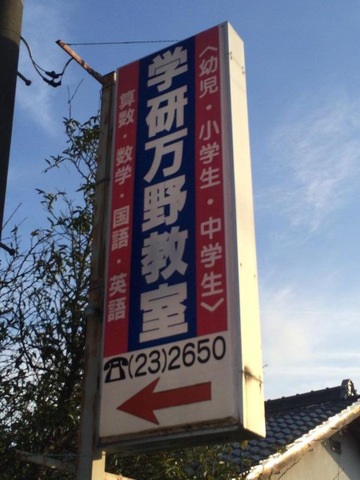 〈幼児・小学生・中学生〉
学研万野教室
算数・数学・国語・英語
☎(23)2650